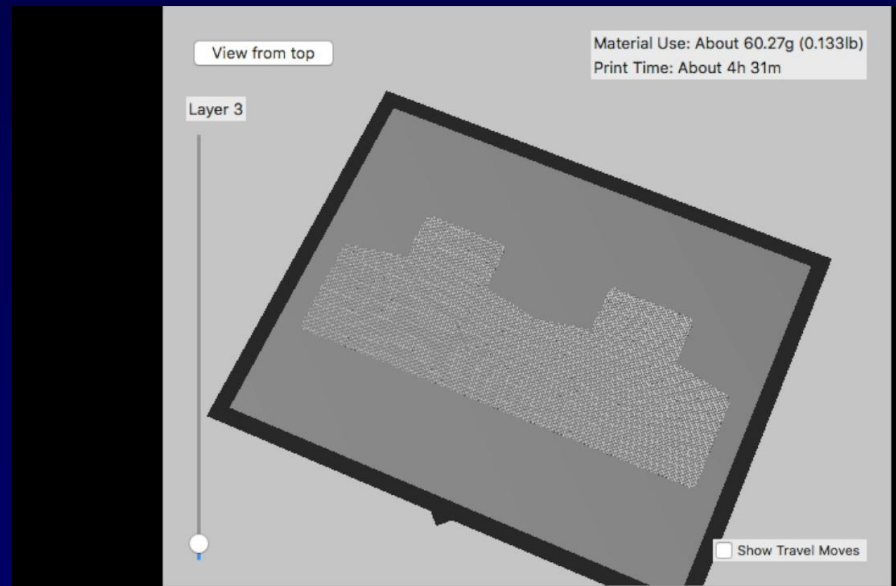 View from top
Material Use: About 60.27g (0.133lb)
Print Time: About 4h 31m
Layer 3
Show Travel Moves